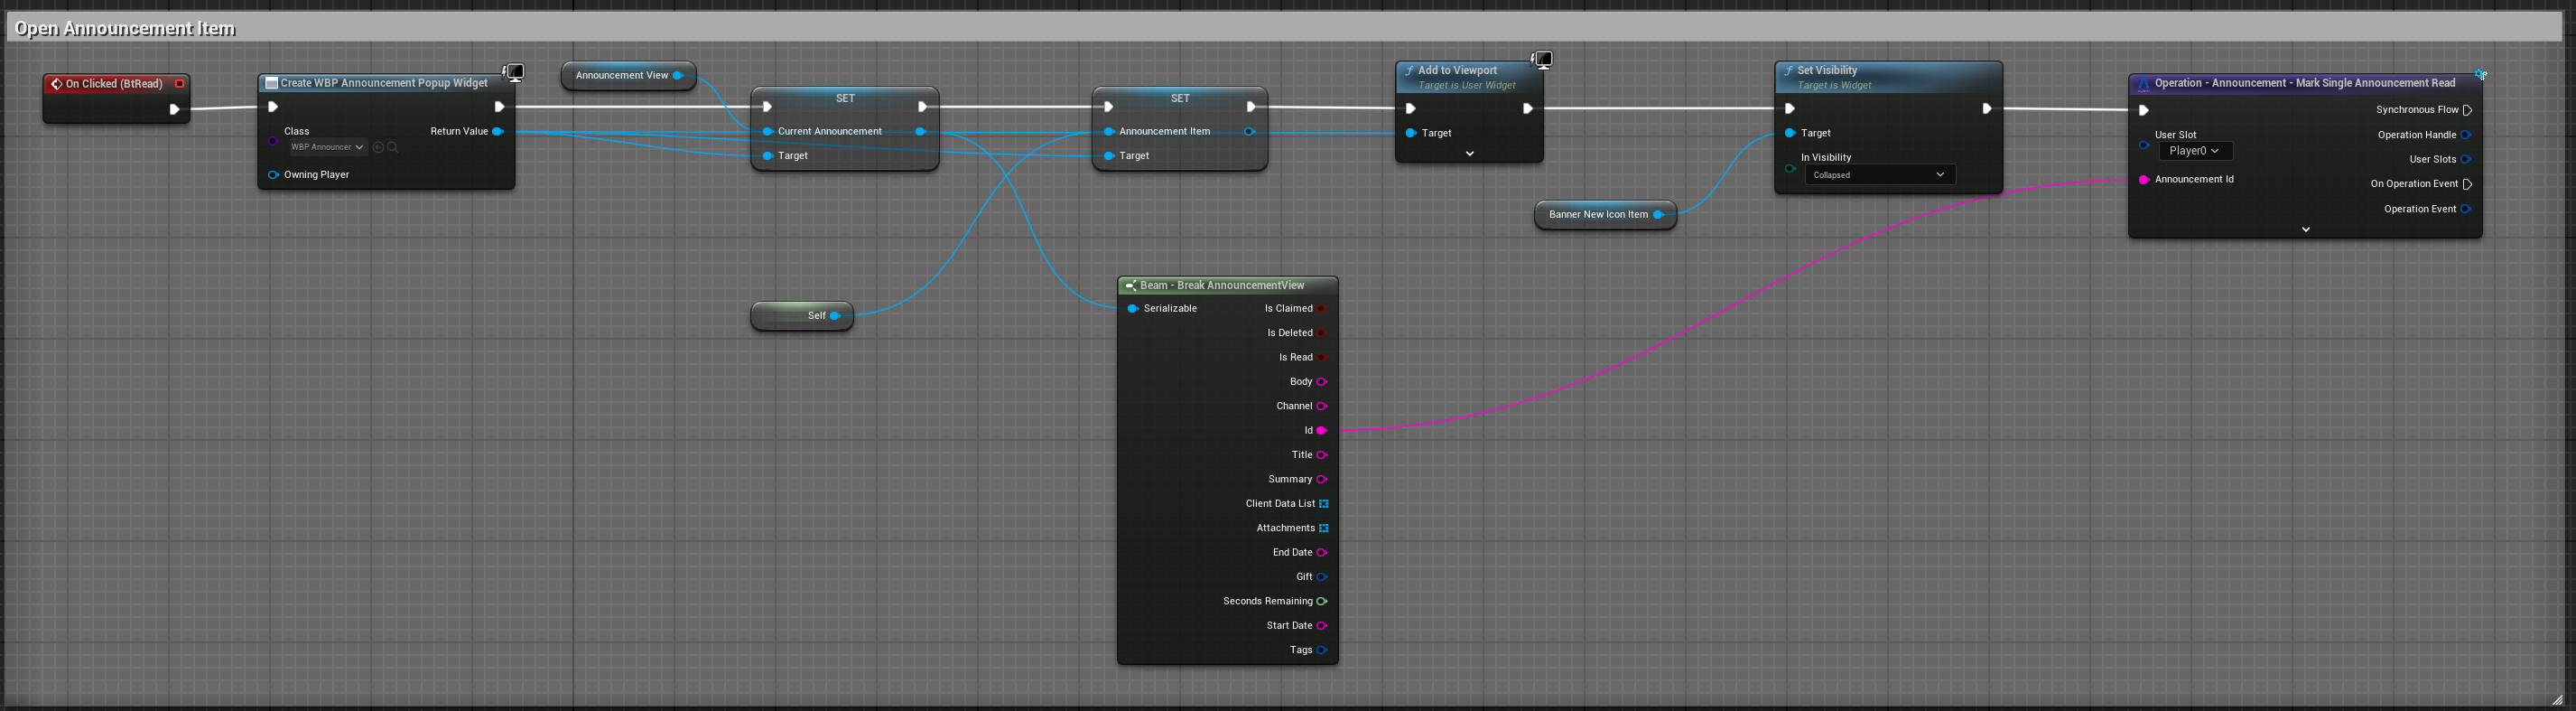 Open Announcement Item
On Clicked (BtRead)
Create WBP Announcement Popup Widget
Class
WBP Announcer
Return Value
Owning Player
Announcement View
SET
Current Announcement
Target
SET
Announcement Item
Target
Self
Add to Viewport
Target is User Widget
Target
Banner New Icon Item
Set Visibility
Target is Widget
Target
In Visibility
Collapsed
Operation - Announcement - Mark Single Announcement Read
Synchronous Flow
User Slot
Player0
Operation Handle
User Slots
Announcement Id
On Operation Event
Operation Event
Beam - Break AnnouncementView
Serializable
Is Claimed
Is Deleted
Is Read
Body
Channel
Id
Title
Summary
Client Data List
Attachments
End Date
Gift
Seconds Remaining
Start Date
Tags